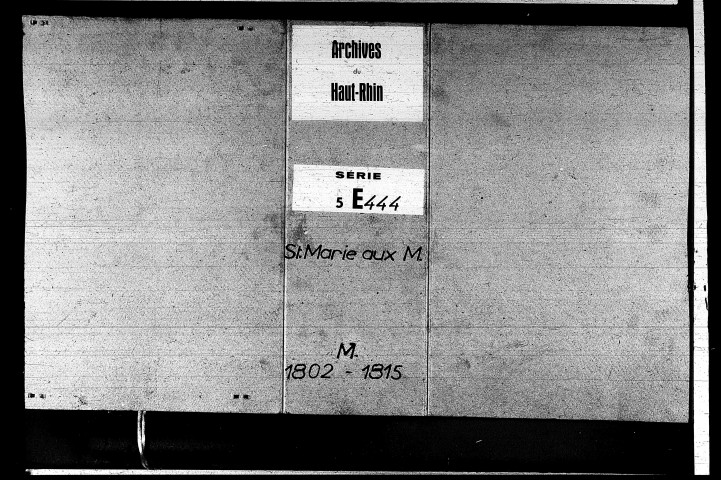 Archives
du
Haut-Rhin
SÉRIE
5 E444
St. Marie aux M.
M.
1802 - 1815